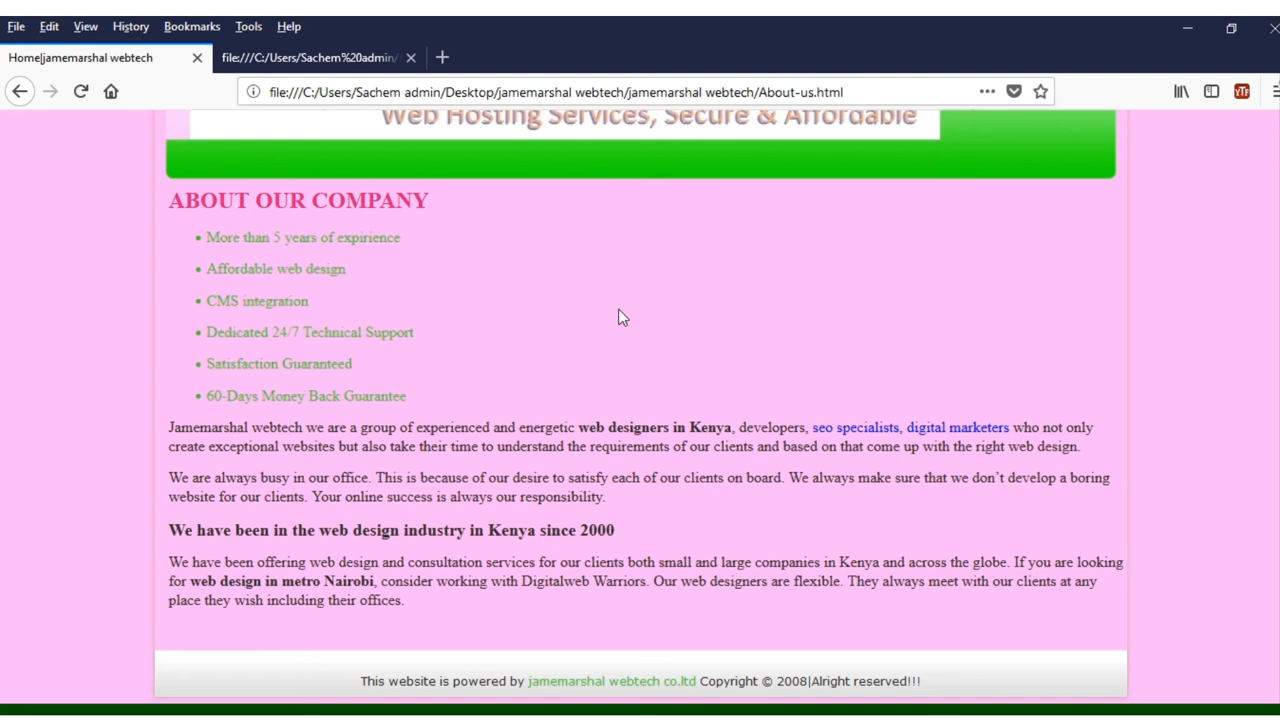 File Edit View History Bookmarks Tools Help
Home|jamemarshal webtech file:///C:/Users/Sachem%20admin/
file:///C:/Users/Sachem admin/Desktop/jamemarshal webtech/jamemarshal webtech/About-us.html
YTF
Web Hosting Services, Secure & Affordable
ABOUT OUR COMPANY
• More than 5 years of expirience
• Affordable web design
• CMS integration
• Dedicated 24/7 Technical Support
• Satisfaction Guaranteed
• 60-Days Money Back Guarantee
Jamemarshal webtech we are a group of experienced and energetic web designers in Kenya, developers, seo specialists, digital marketers who not only
create exceptional websites but also take their time to understand the requirements of our clients and based on that come up with the right web design.
We are always busy in our office. This is because of our desire to satisfy each of our clients on board. We always make sure that we don’t develop a boring
website for our clients. Your online success is always our responsibility.
We have been in the web design industry in Kenya since 2000
We have been offering web design and consultation services for our clients both small and large companies in Kenya and across the globe. If you are looking
for web design in metro Nairobi, consider working with Digitalweb Warriors. Our web designers are flexible. They always meet with our clients at any
place they wish including their offices.
This website is powered by jamemarshal webtech co.ltd Copyright © 2008|Alright reserved!!!